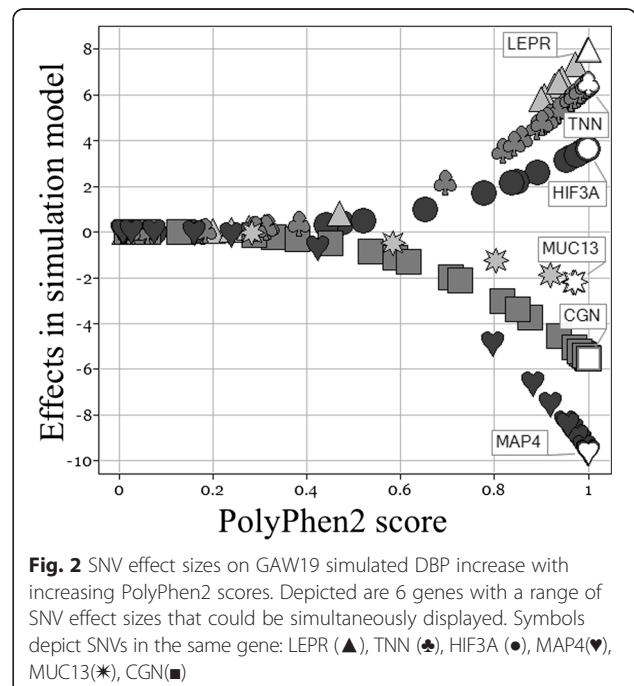 8
6
4
2
0
-2
-4
-6
-8
-10
Effects in simulation model
LEPR
TNN
HIF3A
MUC13
CGN
MAP4
0 0.2 0.4 0.6 0.8 1
PolyPhen2 score
Fig. 2 SNV effect sizes on GAW19 simulated DBP increase with
increasing PolyPhen2 scores. Depicted are 6 genes with a range of
SNV effect sizes that could be simultaneously displayed. Symbols
depict SNVs in the same gene: LEPR (▲), TNN (♣), HIF3A (●), MAP4(♥),
MUC13(✷), CGN(■)